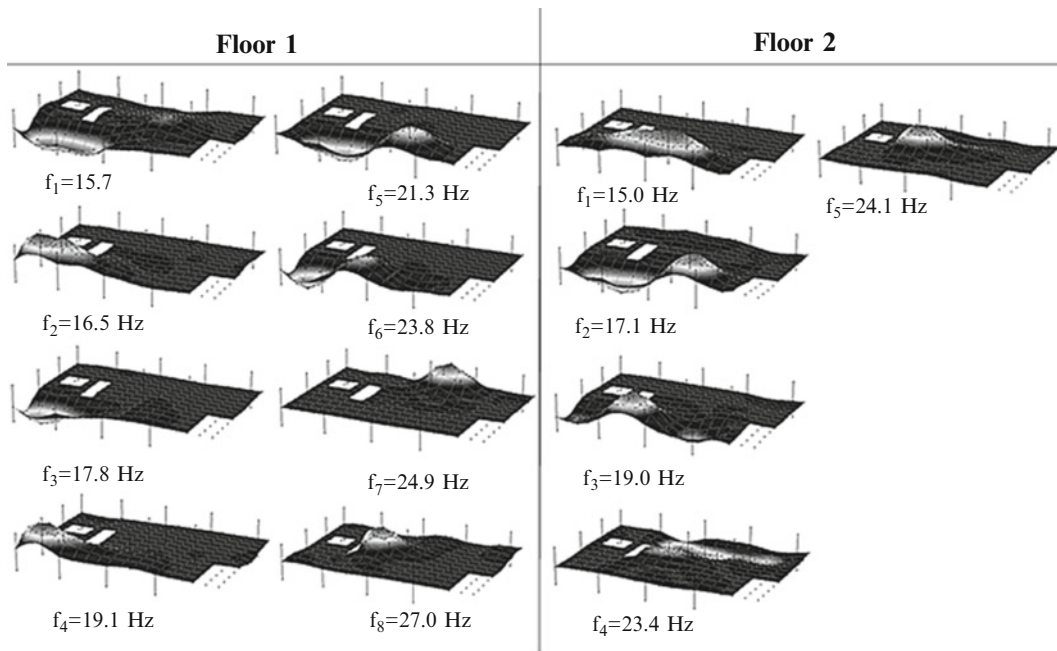 Floor 1
Floor 2
f₁=15.7
f₅=21.3 Hz
f₁=15.0 Hz
f₅=24.1 Hz
f₂=16.5 Hz
f₆=23.8 Hz
f₂=17.1 Hz
f₃=17.8 Hz
f₇=24.9 Hz
f₃=19.0 Hz
f₄=19.1 Hz
f₈=27.0 Hz
f₄=23.4 Hz